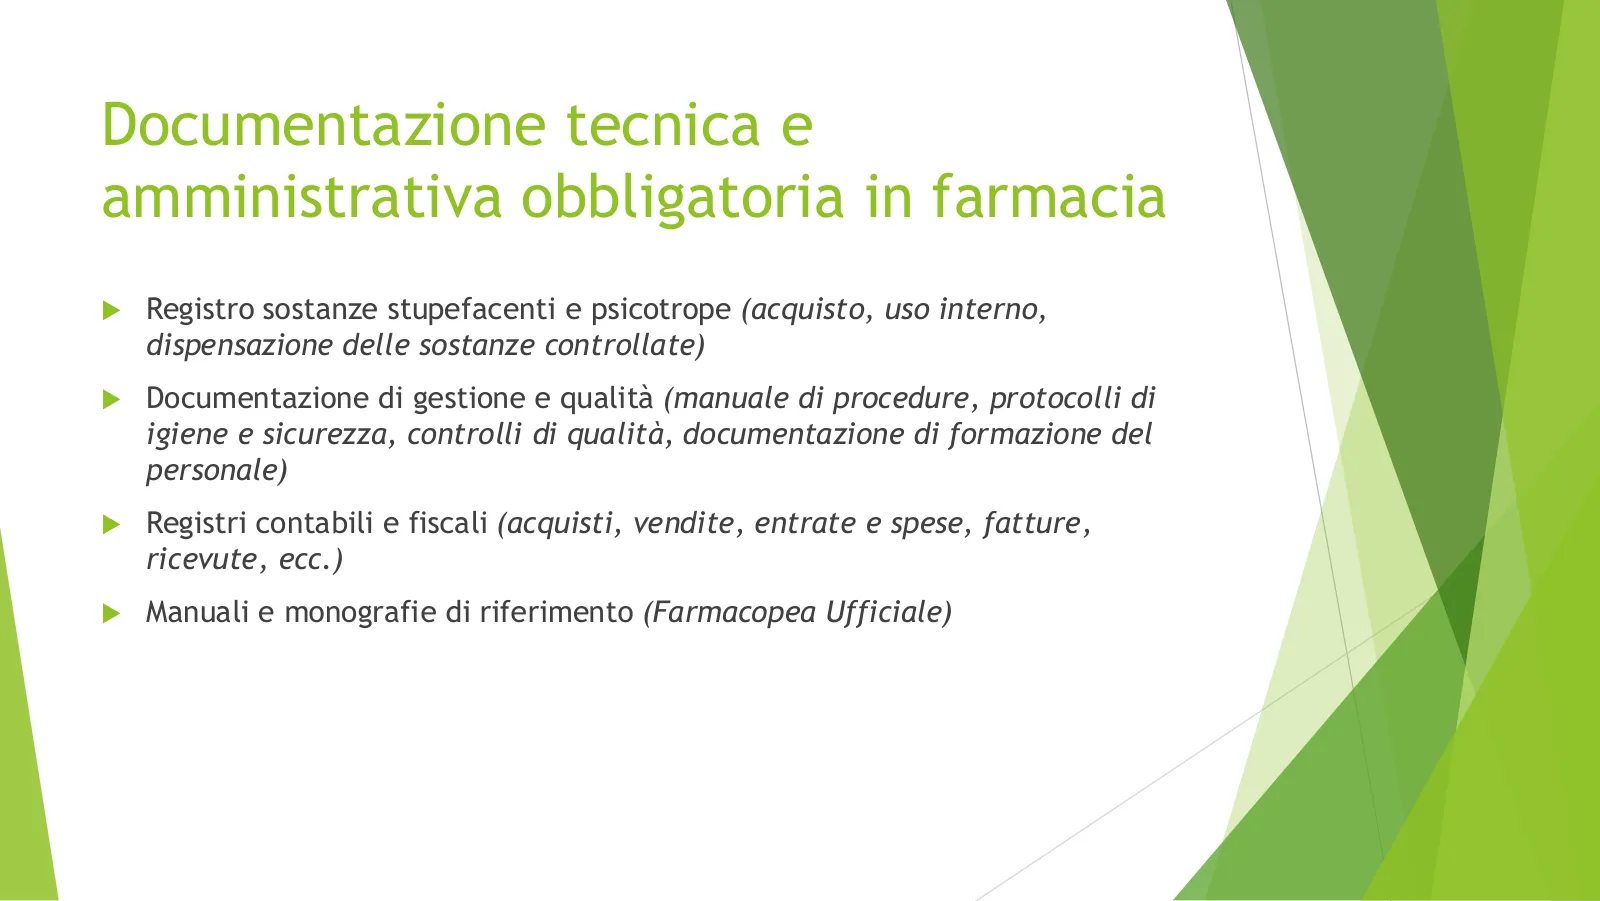 Documentazione tecnica e
amministrativa obbligatoria in farmacia
Registro sostanze stupefacenti e psicotrope (acquisto, uso interno,
dispensazione delle sostanze controllate)
Documentazione di gestione e qualità (manuale di procedure, protocolli di
igiene e sicurezza, controlli di qualità, documentazione di formazione del
personale)
Registri contabili e fiscali (acquisti, vendite, entrate e spese, fatture,
ricevute, ecc.)
Manuali e monografie di riferimento (Farmacopea Ufficiale)